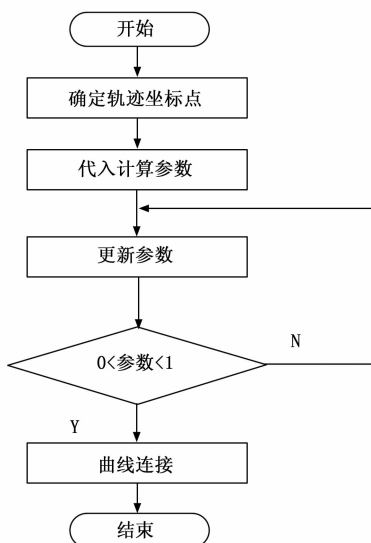 开始
确定轨迹坐标点
代入计算参数
更新参数
0<参数<1
N
Y
曲线连接
结束